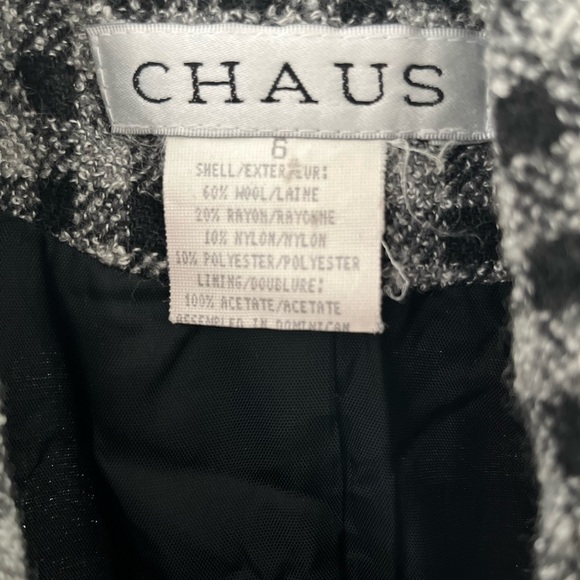 CHAUS
6
SHELL/EXTERIEUR:
60% WOOL/LAINE
20% RAYON/RAYONNE
10% NYLON/NYLON
10% POLYESTER/POLYESTER
LINING/DOUBLURE:
100% ACETATE/ACETATE
ASSEMBLED IN DOMINICAN